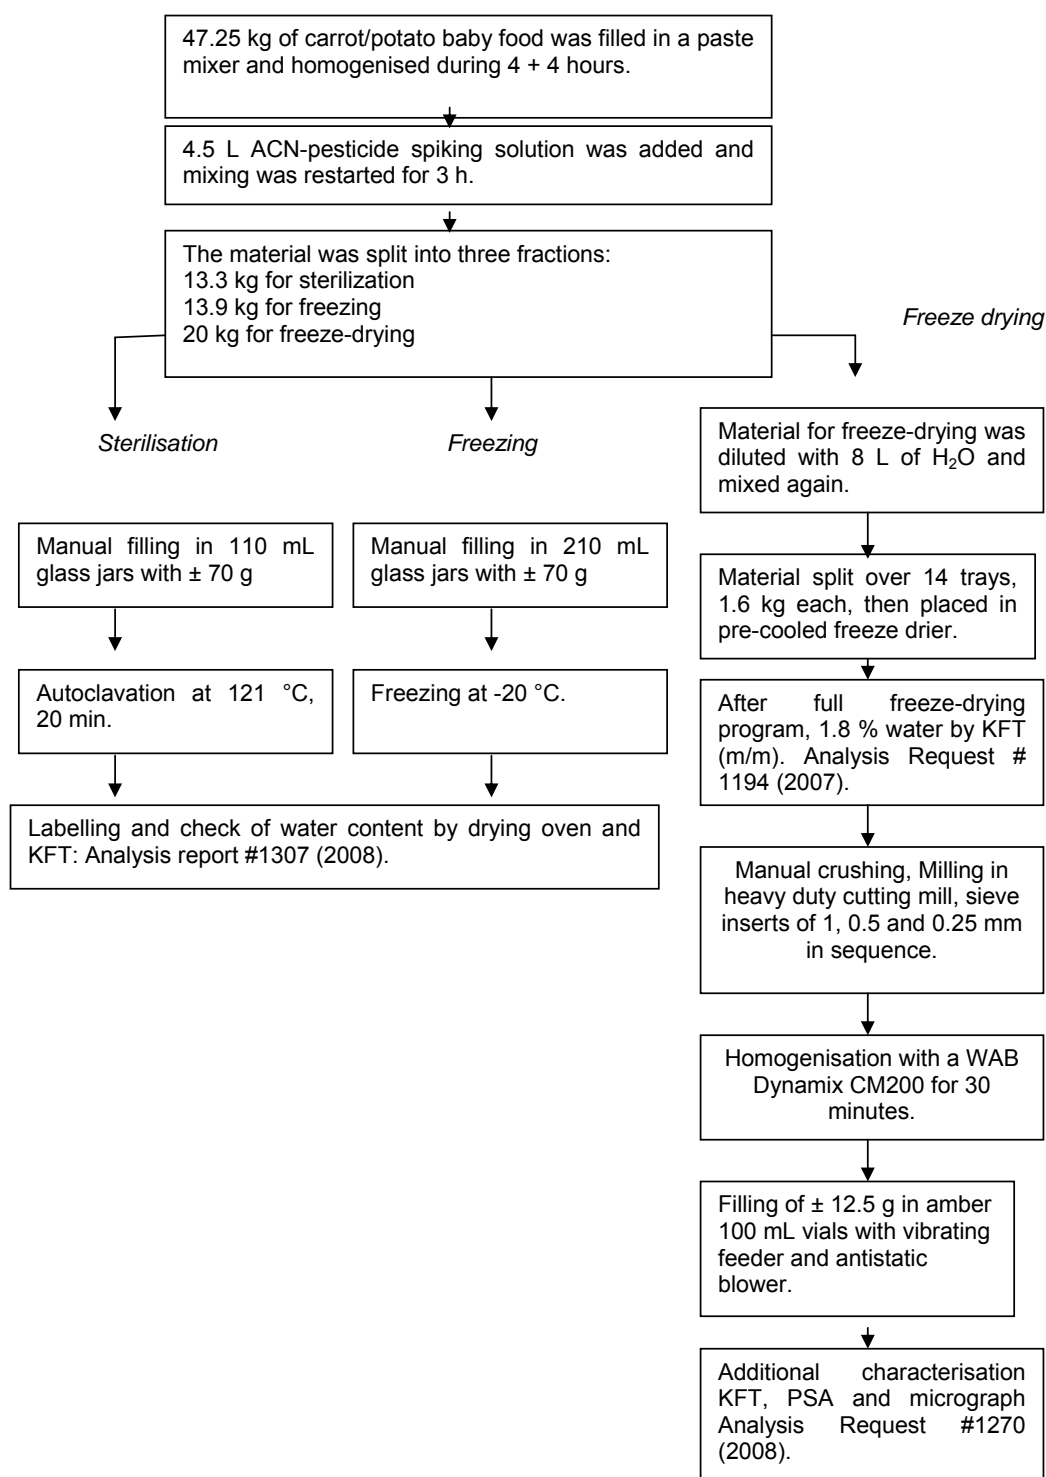 47.25 kg of carrot/potato baby food was filled in a paste
mixer and homogenised during 4 + 4 hours.
4.5 L ACN-pesticide spiking solution was added and
mixing was restarted for 3 h.
The material was split into three fractions:
13.3 kg for sterilization
13.9 kg for freezing
20 kg for freeze-drying
Freeze drying
Sterilisation
Freezing
Material for freeze-drying was
diluted with 8 L of H₂O and
mixed again.
Manual filling in 110 mL
glass jars with ± 70 g
Manual filling in 210 mL
glass jars with ± 70 g
Material split over 14 trays,
1.6 kg each, then placed in
pre-cooled freeze drier.
Autoclavation at 121 °C,
20 min.
Freezing at -20 °C.
After full freeze-drying
program, 1.8 % water by KFT
(m/m). Analysis Request #
1194 (2007).
Labelling and check of water content by drying oven and
KFT: Analysis report #1307 (2008).
Manual crushing, Milling in
heavy duty cutting mill, sieve
inserts of 1, 0.5 and 0.25 mm
in sequence.
Homogenisation with a WAB
Dynamix CM200 for 30
minutes.
Filling of ± 12.5 g in amber
100 mL vials with vibrating
feeder and antistatic
blower.
Additional characterisation
KFT, PSA and micrograph
Analysis Request #1270
(2008).